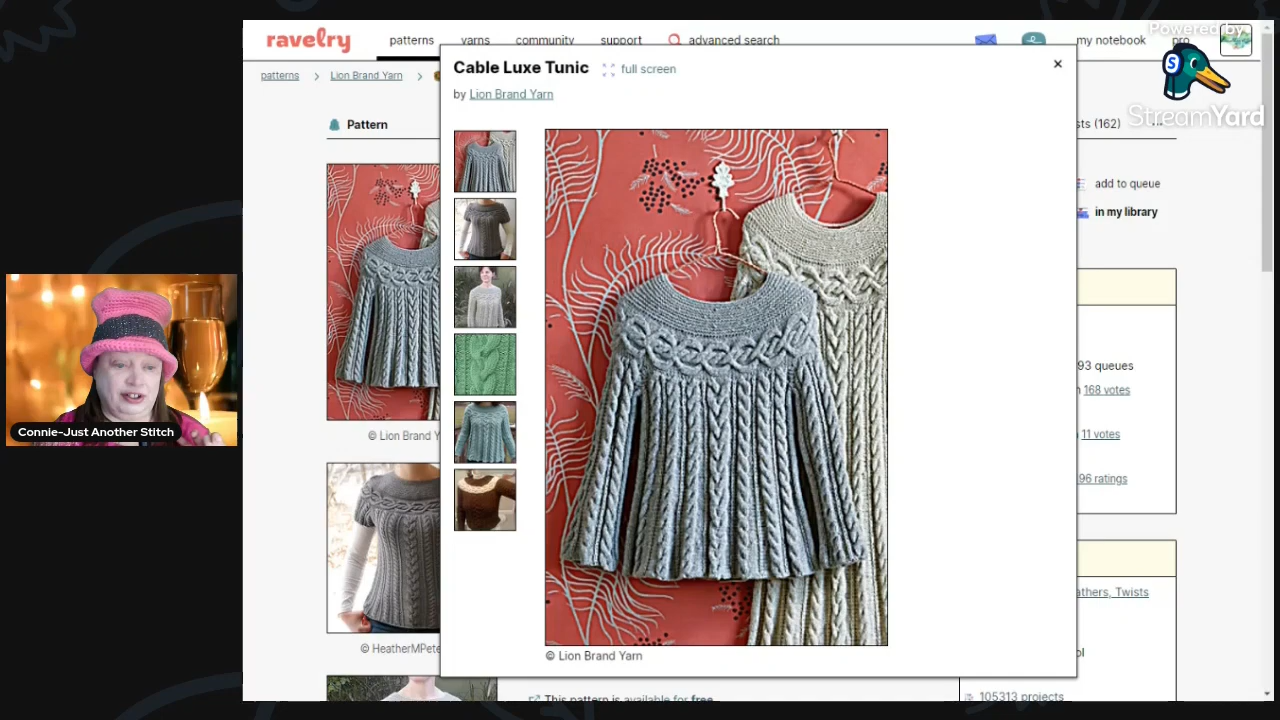 Powered by
StreamYard
ravelry
patterns yarns community support advanced search my notebook pro
patterns > Lion Brand Yarn >
Cable Luxe Tunic full screen ×
by Lion Brand Yarn
Pattern
(162)
add to queue
in my library
93 queues
168 votes
11 votes
96 ratings
Connie-Just Another Stitch
© Lion Brand Y
© HeatherMPete
Twists
© Lion Brand Yarn
This pattern is available for free
105313 projects